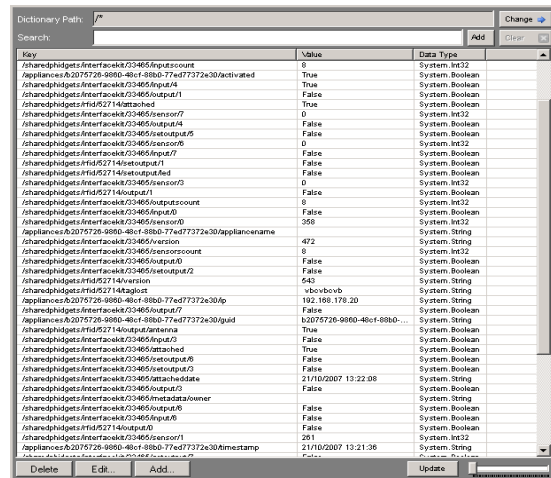 Dictionary Path: /* Change
Search: Add Clear
Key Value Data Type
/sharedphidgets/interfacekit/33465/inputscount 8 System.Int32
/appliances/b2075726-9860-48cf-88b0-77ed77372e30/activated True System.Boolean
/sharedphidgets/interfacekit/33465/input/4 True System.Boolean
/sharedphidgets/interfacekit/33465/output/1 False System.Boolean
/sharedphidgets/rfid/52714/attached True System.Boolean
/sharedphidgets/interfacekit/33465/sensor/7 0 System.Int32
/sharedphidgets/interfacekit/33465/output/4 False System.Boolean
/sharedphidgets/interfacekit/33465/setoutput/5 False System.Boolean
/sharedphidgets/interfacekit/33465/sensor/6 0 System.Int32
/sharedphidgets/interfacekit/33465/input/7 False System.Boolean
/sharedphidgets/rfid/52714/setoutput/1 False System.Boolean
/sharedphidgets/rfid/52714/setoutput/led False System.Boolean
/sharedphidgets/interfacekit/33465/sensor/3 0 System.Int32
/sharedphidgets/rfid/52714/output/1 False System.Boolean
/sharedphidgets/interfacekit/33465/outputscount 8 System.Int32
/sharedphidgets/interfacekit/33465/input/0 False System.Boolean
/sharedphidgets/interfacekit/33465/sensor/0 358 System.Int32
/appliances/b2075726-9860-48cf-88b0-77ed77372e30/appliancename System.String
/sharedphidgets/interfacekit/33465/version 472 System.String
/sharedphidgets/interfacekit/33465/sensorscount 8 System.Int32
/sharedphidgets/interfacekit/33465/output/0 False System.Boolean
/sharedphidgets/interfacekit/33465/setoutput/2 False System.Boolean
/sharedphidgets/rfid/52714/version 543 System.String
/sharedphidgets/rfid/52714/taglost vbovbcvb System.String
/appliances/b2075726-9860-48cf-88b0-77ed77372e30/ip 192.168.178.20 System.String
/sharedphidgets/interfacekit/33465/output/7 False System.Boolean
/appliances/b2075726-9860-48cf-88b0-77ed77372e30/guid b2075726-9860-48cf-88b0-... System.String
/sharedphidgets/rfid/52714/output/antenna True System.Boolean
/sharedphidgets/interfacekit/33465/input/3 False System.Boolean
/sharedphidgets/interfacekit/33465/attached True System.Boolean
/sharedphidgets/interfacekit/33465/setoutput/6 False System.Boolean
/sharedphidgets/interfacekit/33465/setoutput/3 False System.Boolean
/sharedphidgets/interfacekit/33465/attacheddate 21/10/2007 13:22:08 System.String
/sharedphidgets/interfacekit/33465/output/3 False System.Boolean
/sharedphidgets/interfacekit/33465/metadata/owner System.String
/sharedphidgets/interfacekit/33465/output/6 False System.Boolean
/sharedphidgets/interfacekit/33465/input/6 False System.Boolean
/sharedphidgets/rfid/52714/output/0 False System.Boolean
/sharedphidgets/interfacekit/33465/sensor/1 261 System.Int32
/appliances/b2075726-9860-48cf-88b0-77ed77372e30/timestamp 21/10/2007 13:21:36 System.String
Delete Edit... Add... Update